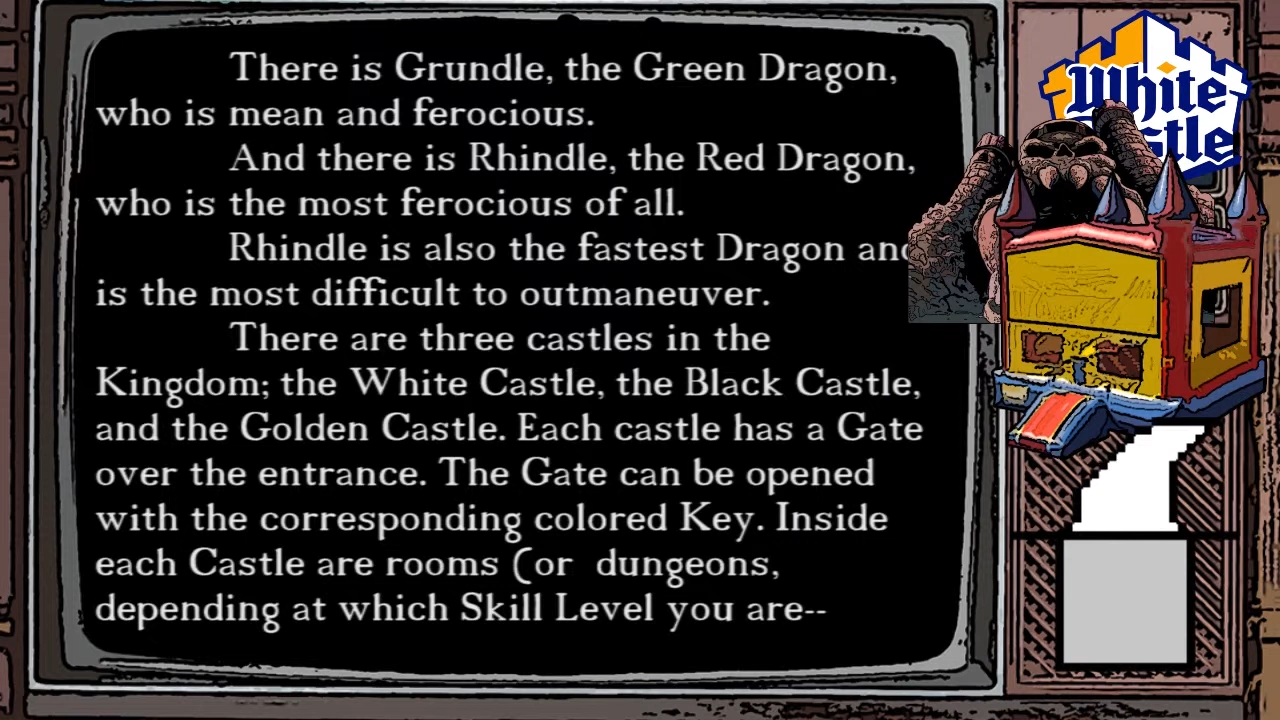 There is Grundle, the Green Dragon,
who is mean and ferocious.
And there is Rhindle, the Red Dragon,
who is the most ferocious of all.
Rhindle is also the fastest Dragon and
is the most difficult to outmaneuver.
There are three castles in the
Kingdom; the White Castle, the Black Castle,
and the Golden Castle. Each castle has a Gate
over the entrance. The Gate can be opened
with the corresponding colored Key. Inside
each Castle are rooms (or dungeons,
depending at which Skill Level you are--
White
Castle